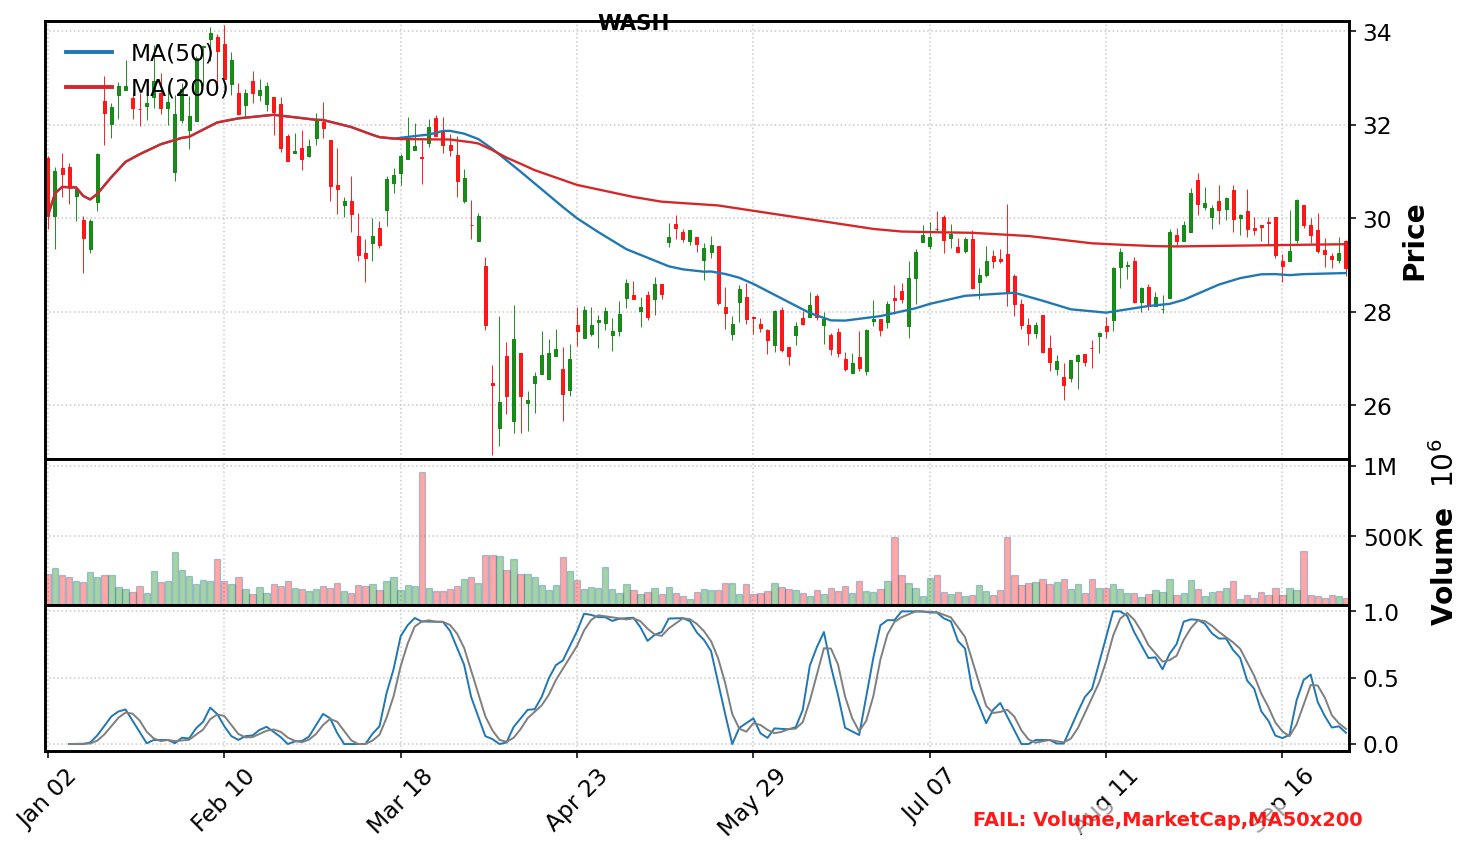 WASH
MA(50)
MA(200)
34
32
30
28
26
Price
1M
500K
Volume 10^6
1.0
0.5
0.0
Jan 02
Feb 10
Mar 18
Apr 23
May 29
Jul 07
Aug 11
Sep 16
FAIL: Volume,MarketCap,MA50x200